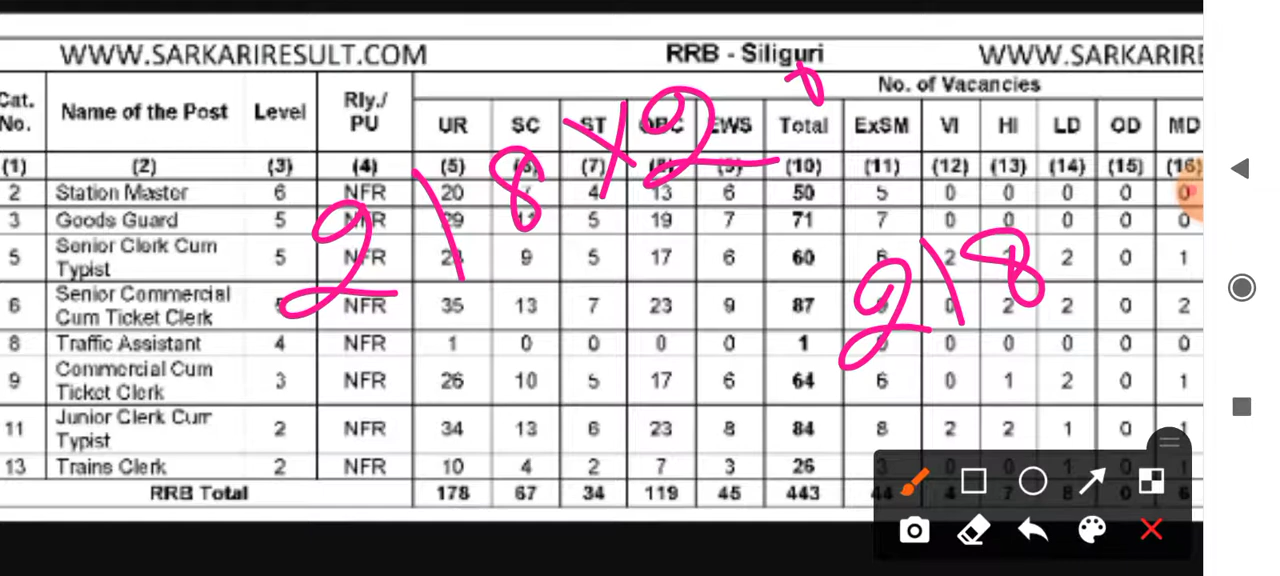 WWW.SARKARIRESULT.COM RRB - Siliguri WWW.SARKARIRE
Cat. No. Name of the Post Level Rly./ PU No. of Vacancies
UR SC ST OBC EWS Total ExSM VI HI LD OD MD
(1) (2) (3) (4) (5) (6) (7) (8) (9) (10) (11) (12) (13) (14) (15) (16)
2 Station Master 6 NFR 20 7 4 13 6 50 5 0 0 0 0 0
3 Goods Guard 5 NFR 29 11 5 19 7 71 7 0 0 0 0 0
5 Senior Clerk Cum Typist 5 NFR 23 9 5 17 6 60 6 2 2 0 1
6 Senior Commercial Cum Ticket Clerk 5 NFR 35 13 7 23 9 87 0 2 2 0 2
8 Traffic Assistant 4 NFR 1 0 0 0 0 1 0 0 0 0 0 0
9 Commercial Cum Ticket Clerk 3 NFR 26 10 5 17 6 64 6 0 1 2 0 1
11 Junior Clerk Cum Typist 2 NFR 34 13 6 23 8 84 8 2 2 1 0 1
13 Trains Clerk 2 NFR 10 4 2 7 3 26 3 0 0 1 0 1
RRB Total 178 67 34 119 45 443 44 4 7 8 0 6
218
218